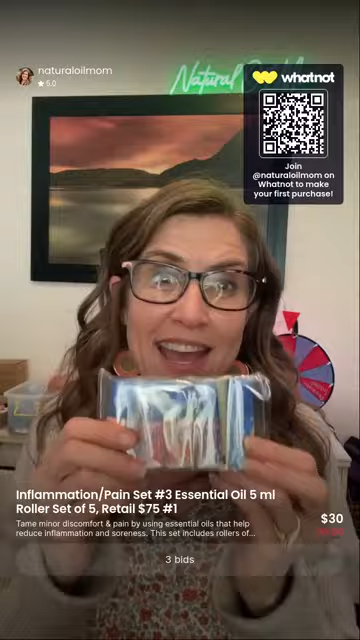 naturaloilmom
★ 5.0
Natural
whatnot
Join
@naturaloilmom on
Whatnot to make
your first purchase!
Inflammation/Pain Set #3 Essential Oil 5 ml
Roller Set of 5, Retail $75 #1
Tame minor discomfort & pain by using essential oils that help
reduce inflammation and soreness. This set includes rollers of...
$30
3 bids